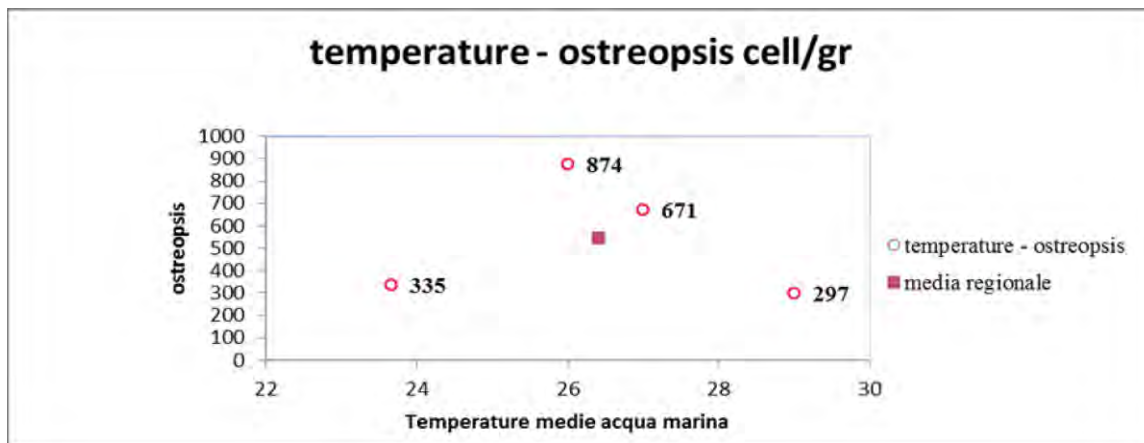 temperature - ostreopsis cell/gr
1000
900
800
700
600
500
400
300
200
100
0
ostreopsis
874
671
335
297
temperature - ostreopsis
media regionale
22 24 26 28 30
Temperature medie acqua marina